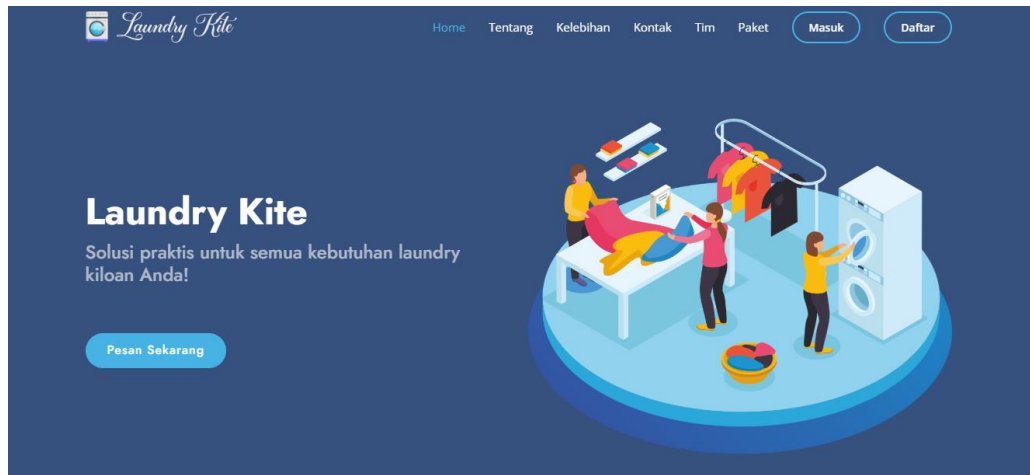 Laundry Kite
Home Tentang Kelebihan Kontak Tim Paket Masuk Daftar
Laundry Kite
Solusi praktis untuk semua kebutuhan laundry
kiloan Anda!
Pesan Sekarang